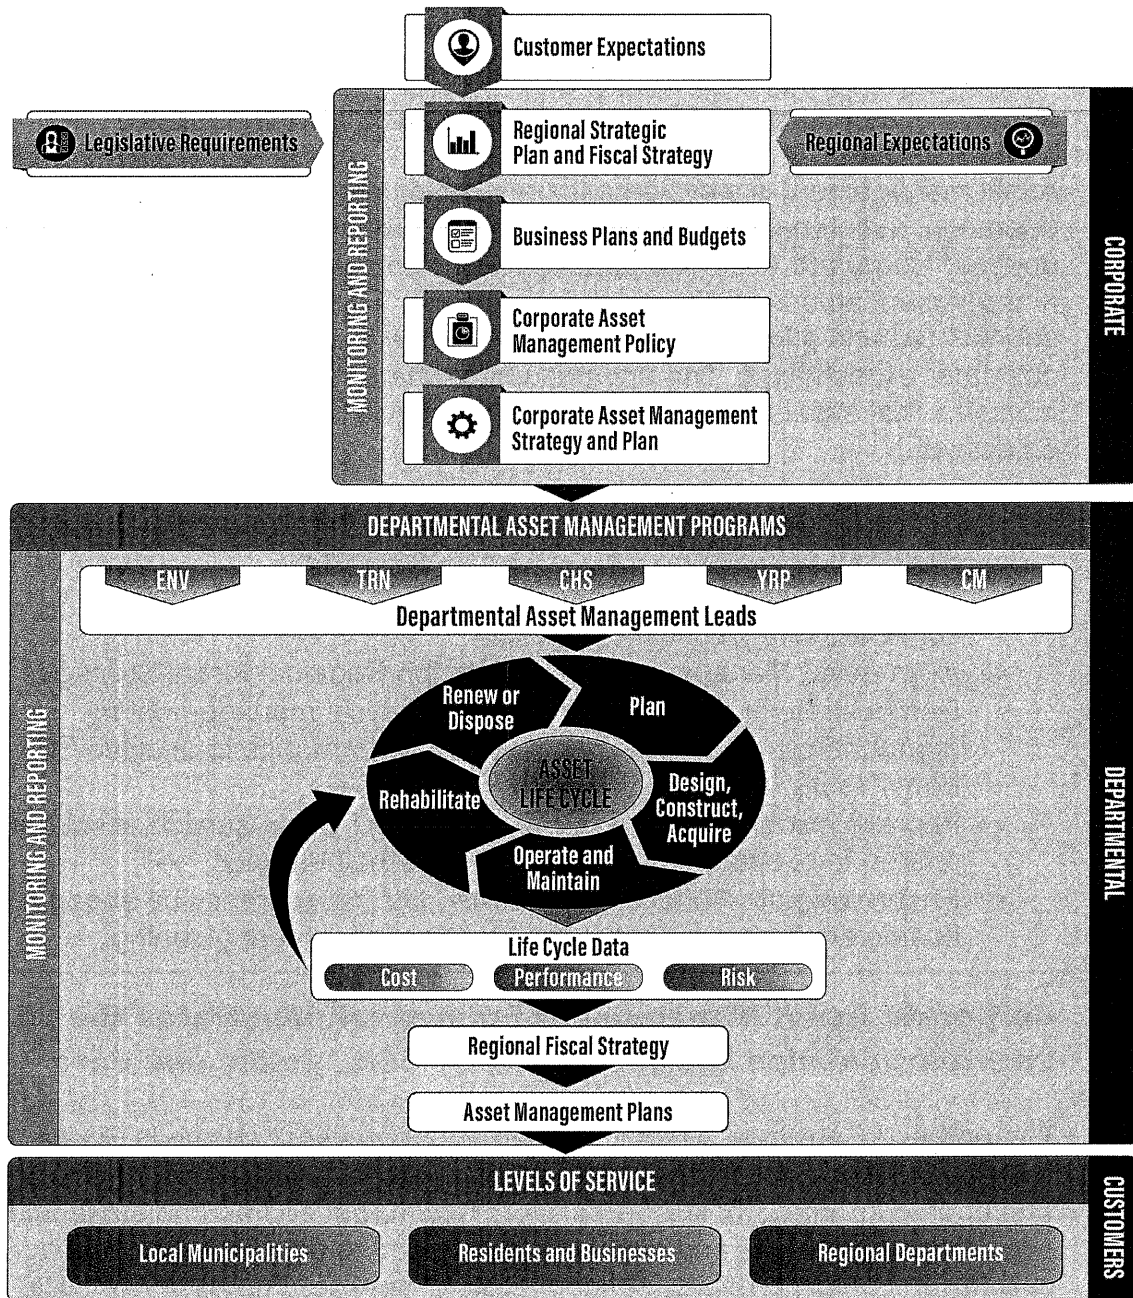 Customer Expectations
Legislative Requirements
Regional Strategic
Plan and Fiscal Strategy
Regional Expectations
Business Plans and Budgets
Corporate Asset
Management Policy
Corporate Asset Management
Strategy and Plan
MONITORING AND REPORTING
CORPORATE
DEPARTMENTAL ASSET MANAGEMENT PROGRAMS
ENV
TRN
CHS
YRP
CM
Departmental Asset Management Leads
Renew or
Dispose
Plan
ASSET
LIFE CYCLE
Rehabilitate
Design,
Construct,
Acquire
Operate and
Maintain
Life Cycle Data
Cost
Performance
Risk
Regional Fiscal Strategy
Asset Management Plans
MONITORING AND REPORTING
DEPARTMENTAL
LEVELS OF SERVICE
Local Municipalities
Residents and Businesses
Regional Departments
CUSTOMERS